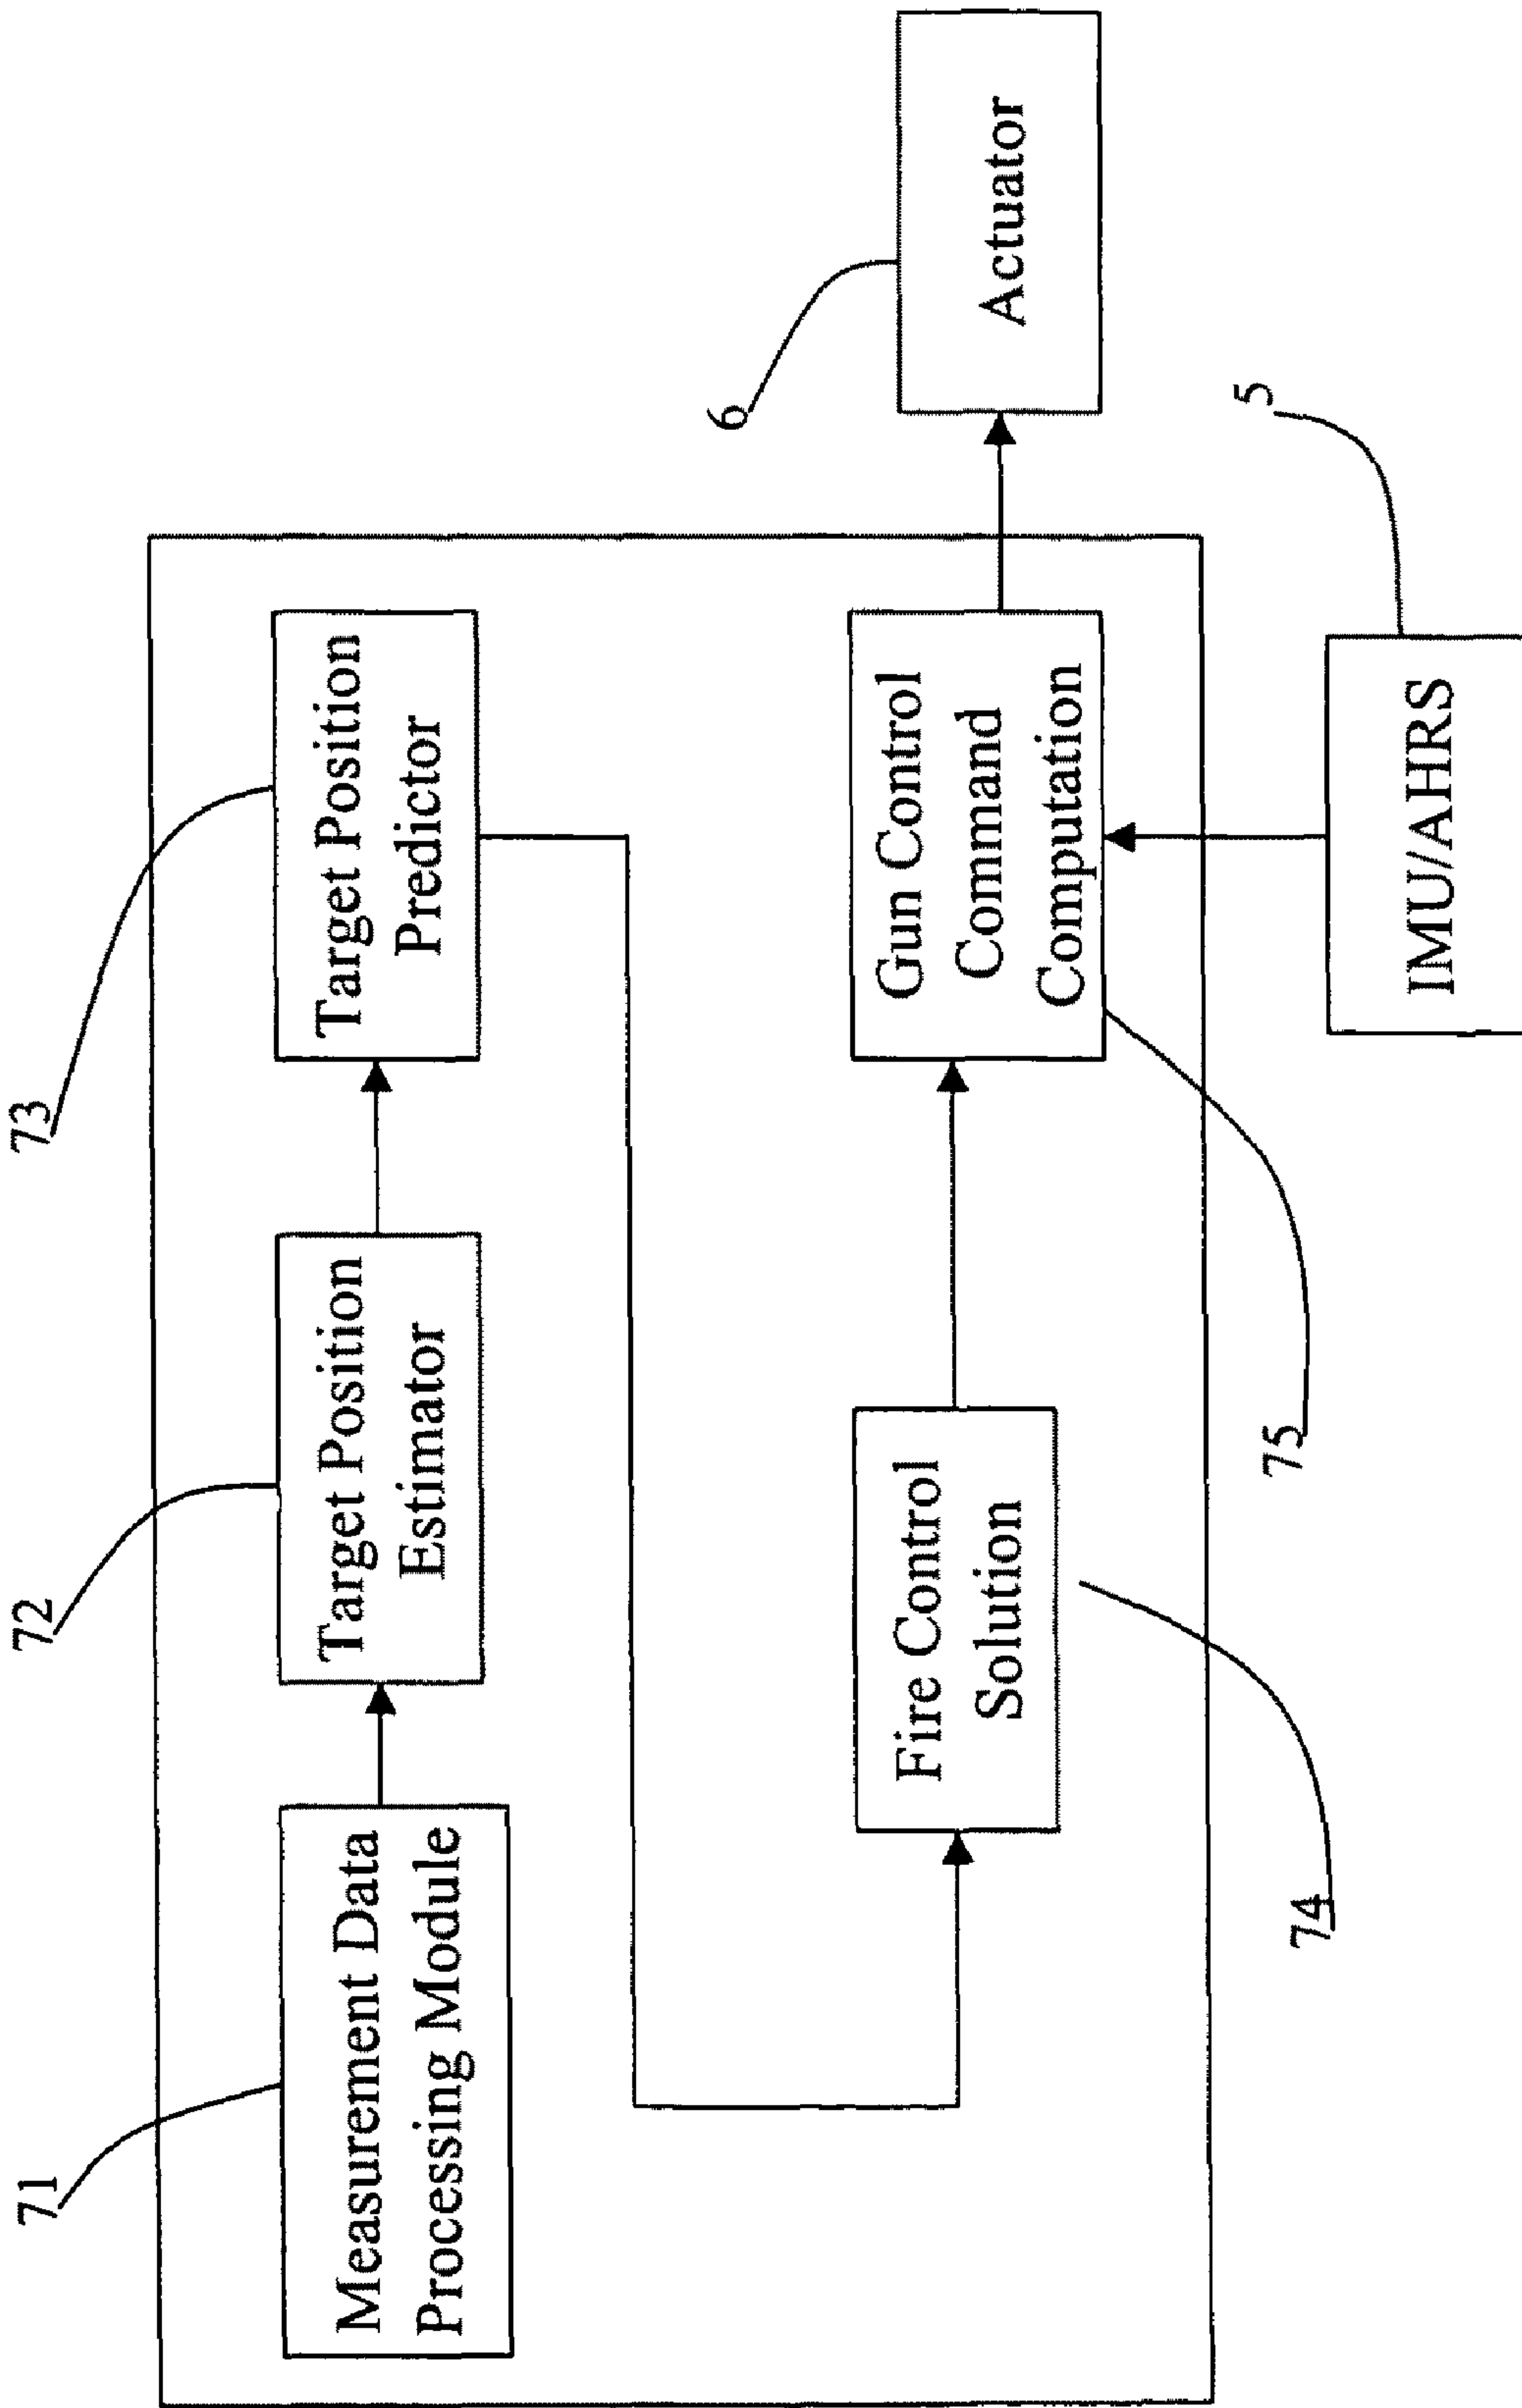 71
72
73
Measurement Data
Processing Module
Target Position
Estimator
Target Position
Predictor
6
Actuator
Fire Control
Solution
Gun Control
Command
Computation
74
75
5
IMU/AHRS